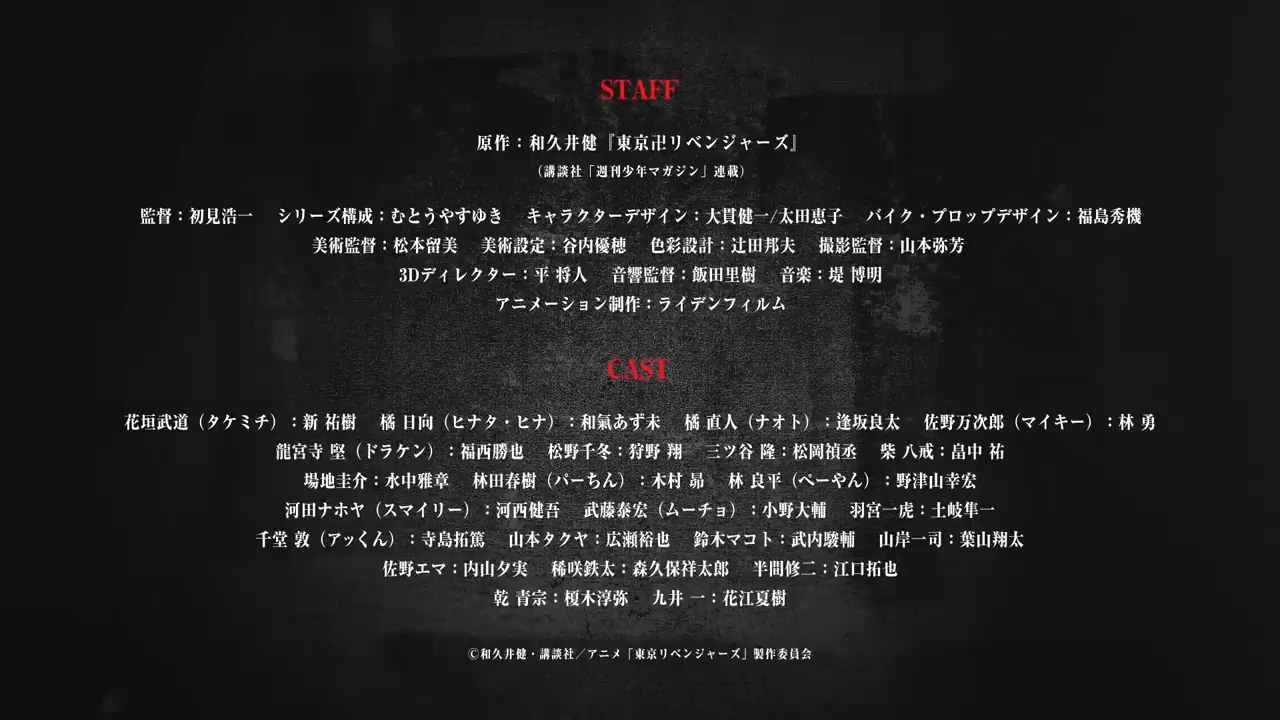 STAFF
原作：和久井健『東京卍リベンジャーズ』
（講談社「週刊少年マガジン」連載）
監督：初見浩一　シリーズ構成：むとうやすゆき　キャラクターデザイン：大貫健一/太田恵子　バイク・プロップデザイン：福島秀機
美術監督：松本留美　美術設定：谷内優穂　色彩設計：辻田邦夫　撮影監督：山本弥芳
3Dディレクター：平 将人　音響監督：飯田里樹　音楽：堤 博明
アニメーション制作：ライデンフィルム
CAST
花垣武道（タケミチ）：新 祐樹　橘 日向（ヒナタ・ヒナ）：和氣あず未　橘 直人（ナオト）：逢坂良太　佐野万次郎（マイキー）：林 勇
龍宮寺 堅（ドラケン）：福西勝也　松野千冬：狩野 翔　三ツ谷 隆：松岡禎丞　柴 八戒：畠中 祐
場地圭介：水中雅章　林田春樹（パーちん）：木村 昴　林 良平（ぺーやん）：野津山幸宏
河田ナホヤ（スマイリー）：河西健吾　武藤泰宏（ムーチョ）：小野大輔　羽宮一虎：土岐隼一
千堂 敦（アッくん）：寺島拓篤　山本タクヤ：広瀬裕也　鈴木マコト：武内駿輔　山岸一司：葉山翔太
佐野エマ：内山夕実　稀咲鉄太：森久保祥太郎　半間修二：江口拓也
乾 青宗：榎木淳弥　九井 一：花江夏樹
©和久井健・講談社／アニメ「東京リベンジャーズ」製作委員会